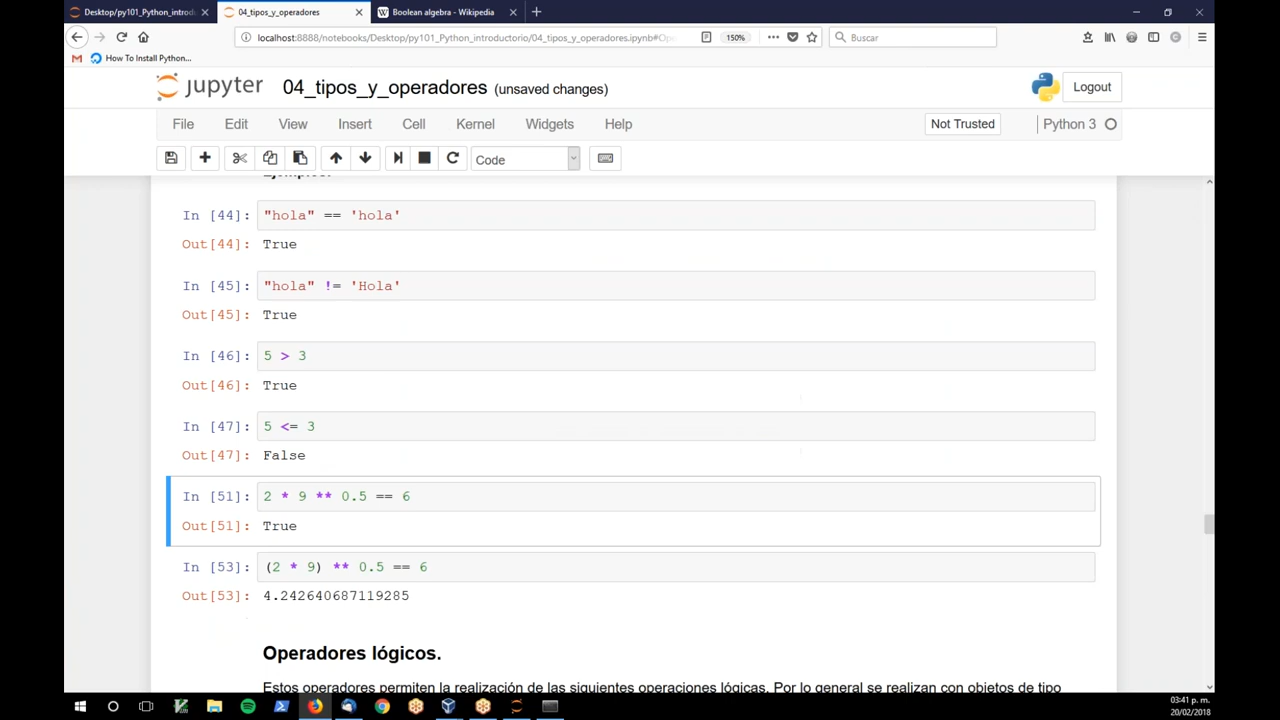 Desktop/py101_Python_introdu
04_tipos_y_operadores
Boolean algebra - Wikipedia
localhost:8888/notebooks/Desktop/py101_Python_introductorio/04_tipos_y_operadores.ipynb#Ope
150%
Buscar
How To Install Python...
jupyter
04_tipos_y_operadores (unsaved changes)
Logout
File Edit View Insert Cell Kernel Widgets Help
Not Trusted
Python 3
Code
Ejemplos.
In [44]: "hola" == 'hola'
Out[44]: True
In [45]: "hola" != 'Hola'
Out[45]: True
In [46]: 5 > 3
Out[46]: True
In [47]: 5 <= 3
Out[47]: False
In [51]: 2 * 9 ** 0.5 == 6
Out[51]: True
In [53]: (2 * 9) ** 0.5 == 6
Out[53]: 4.242640687119285
Operadores lógicos.
Estos operadores permiten la realización de las siguientes operaciones lógicas. Por lo general se realizan con objetos de tipo
03:41 p. m.
20/02/2018